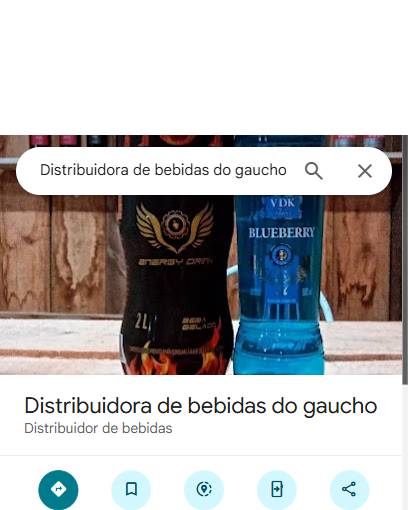 Distribuidora de bebidas do gaucho
VDK
BLUEBERRY
ENERGY DRINK
2L
BEBA
GELADO
Distribuidora de bebidas do gaucho
Distribuidor de bebidas